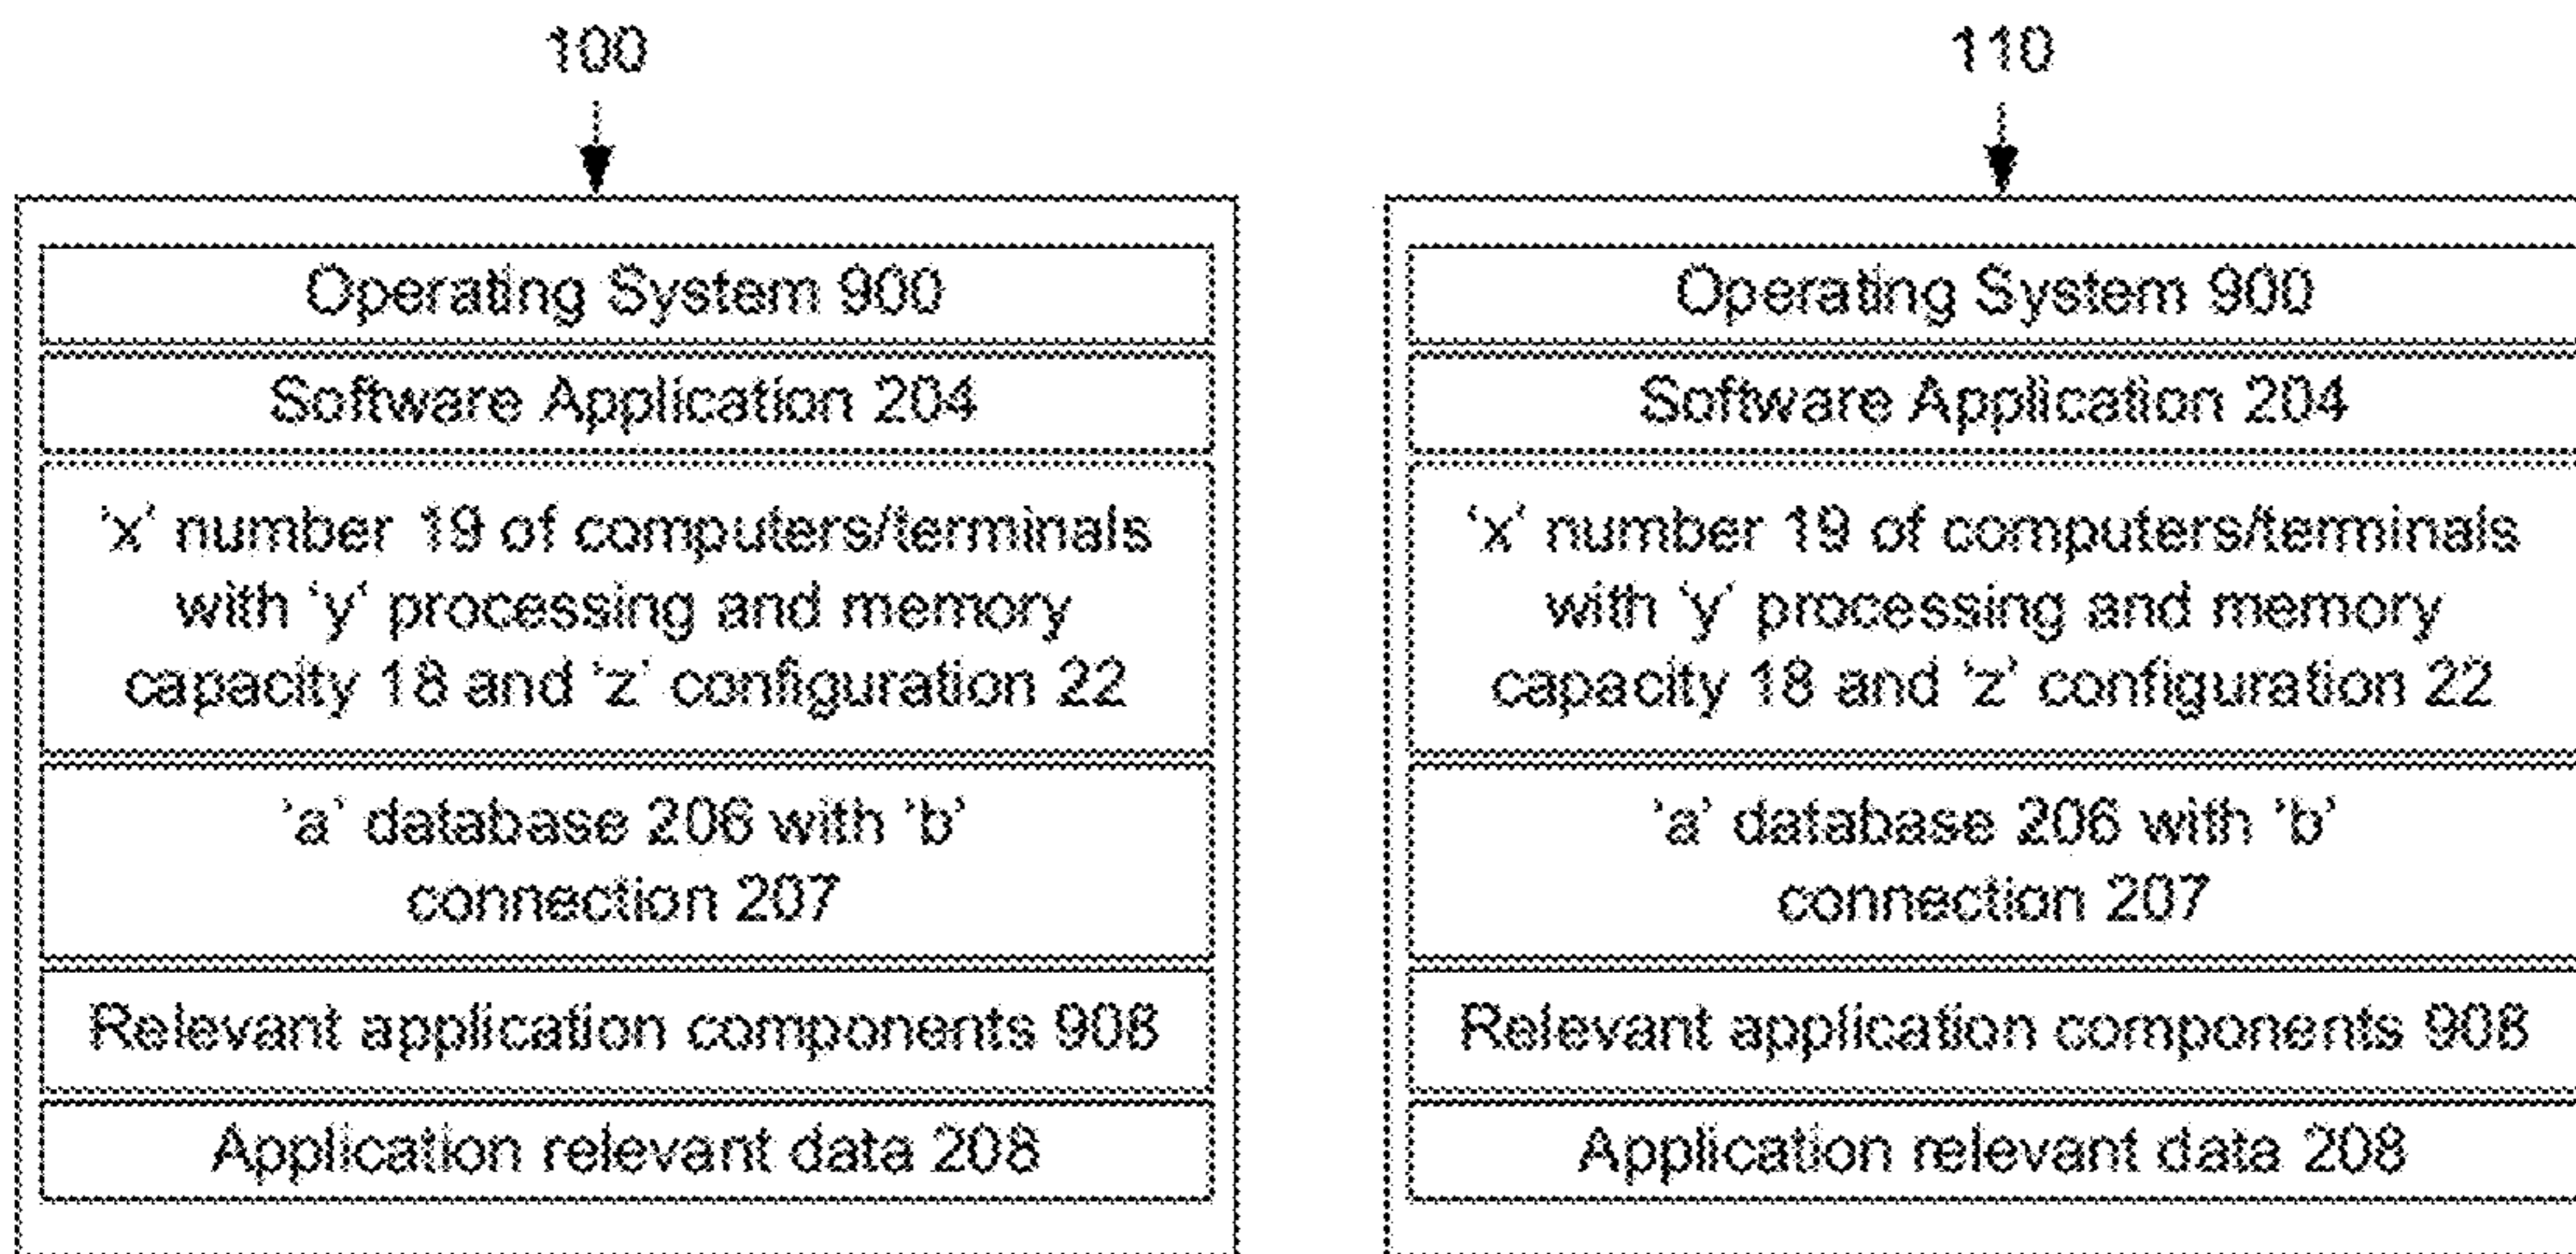 100
Operating System 900
Software Application 204
'x' number 19 of computers/terminals
with 'y' processing and memory
capacity 18 and 'z' configuration 22
'a' database 206 with 'b'
connection 207
Relevant application components 908
Application relevant data 208
110
Operating System 900
Software Application 204
'x' number 19 of computers/terminals
with 'y' processing and memory
capacity 18 and 'z' configuration 22
'a' database 206 with 'b'
connection 207
Relevant application components 908
Application relevant data 208